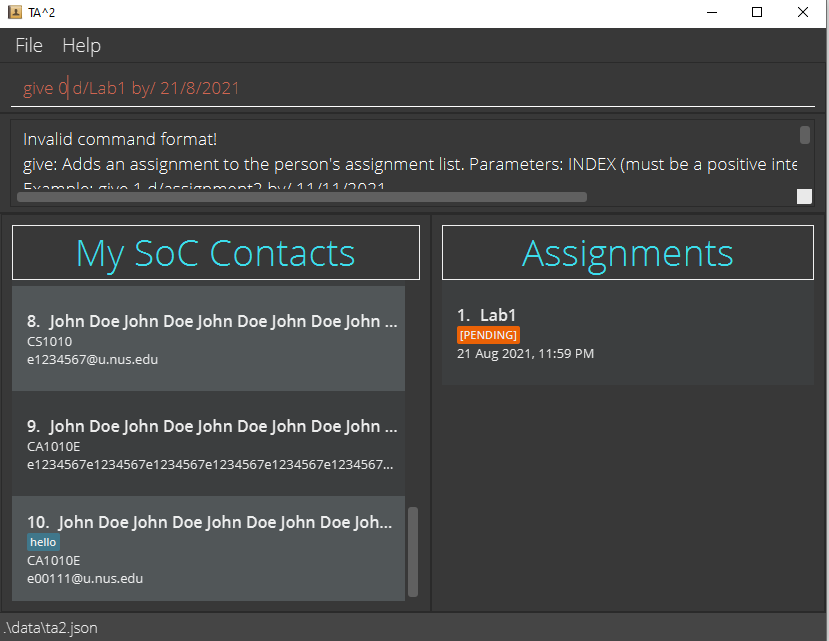 TA^2
File Help
give 0 d/Lab1 by/ 21/8/2021
Invalid command format!
give: Adds an assignment to the person's assignment list. Parameters: INDEX (must be a positive inte
Example: give 1 d/assignment2 by/ 11/11/2021
My SoC Contacts
8. John Doe John Doe John Doe John Doe John ...
CS1010
e1234567@u.nus.edu
9. John Doe John Doe John Doe John Doe John ...
CA1010E
e1234567e1234567e1234567e1234567e1234567e1234567...
10. John Doe John Doe John Doe John Doe Joh...
hello
CA1010E
e00111@u.nus.edu
Assignments
1. Lab1
[PENDING]
21 Aug 2021, 11:59 PM
.\data\ta2.json